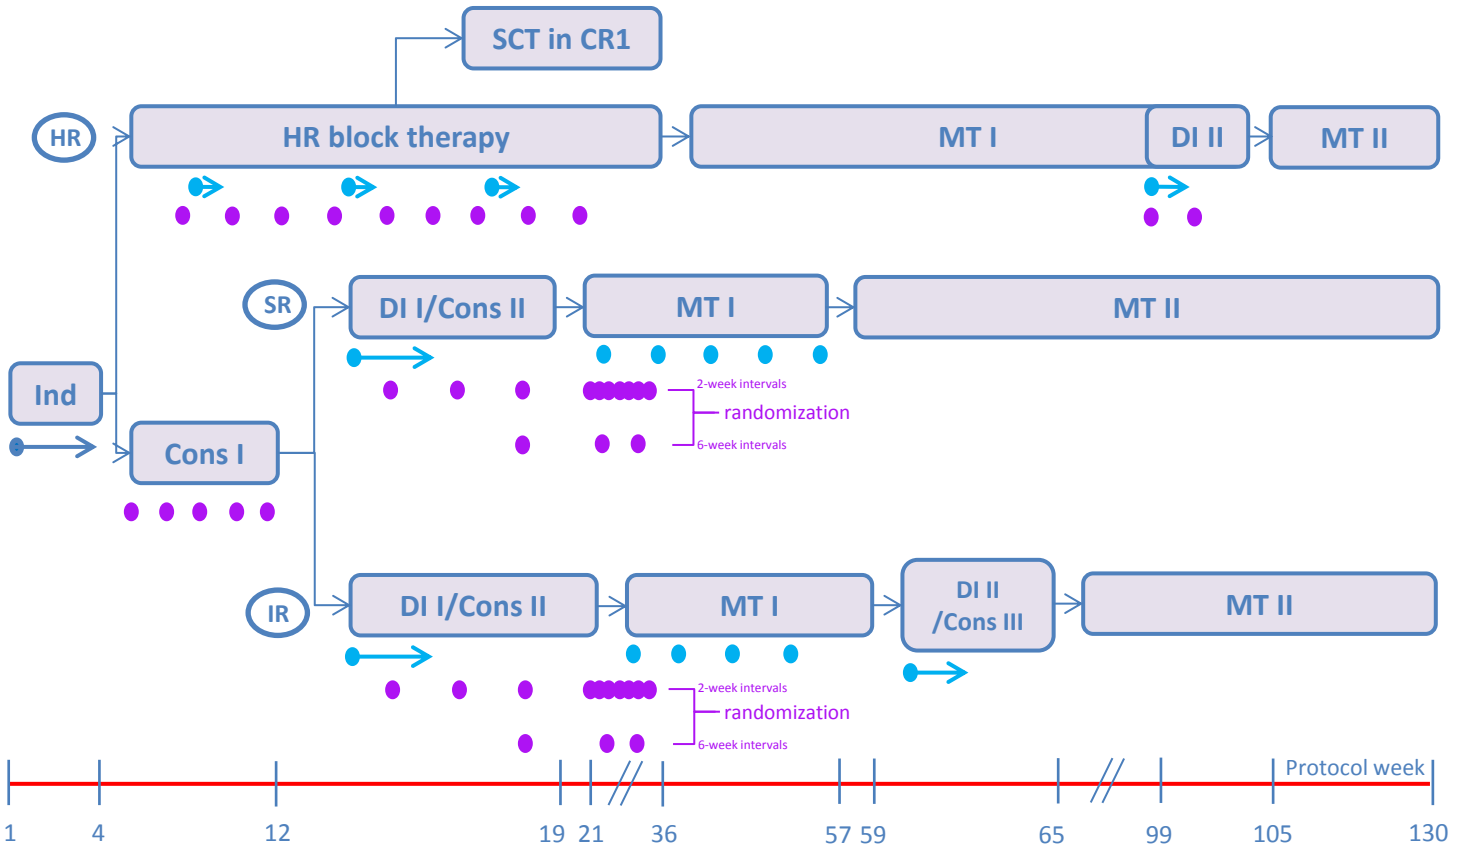 SCT in CR1
HR
HR block therapy
MT I
DI II
MT II
SR
DI I/Cons II
MT I
MT II
Ind
2-week intervals
randomization
6-week intervals
Cons I
IR
DI I/Cons II
MT I
DI II
/Cons III
MT II
2-week intervals
randomization
6-week intervals
Protocol week
1 4 12 19 21 36 57 59 65 99 105 130